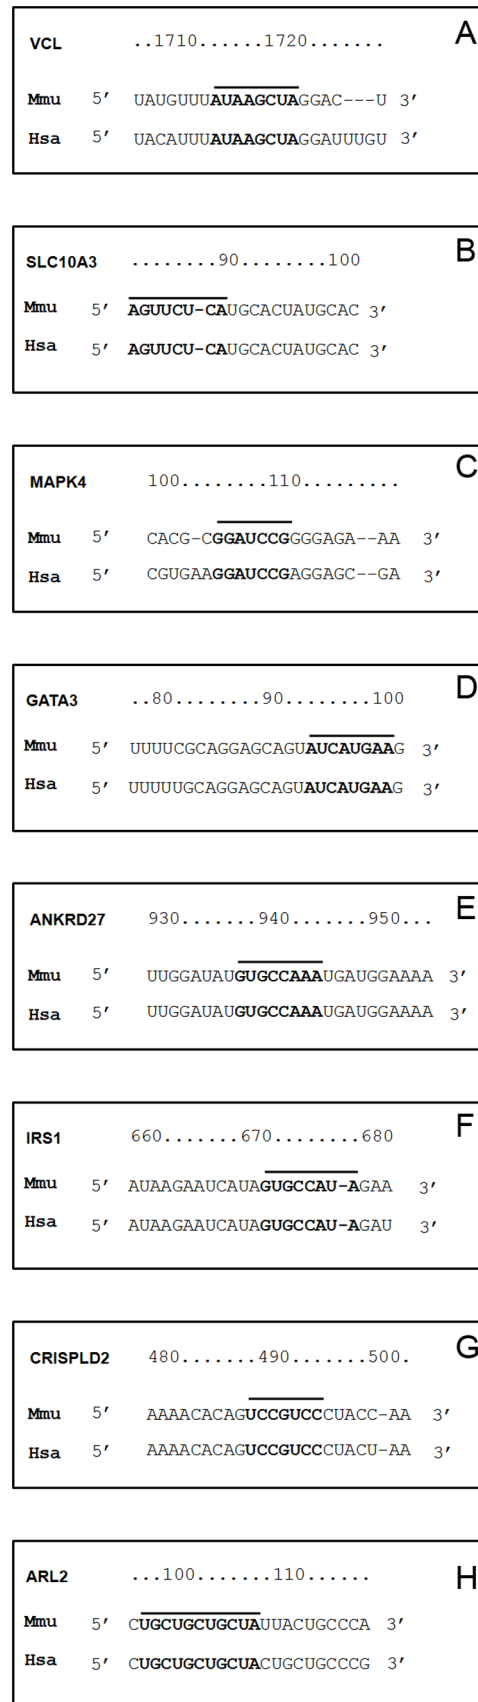 A
VCL ..1710......1720.......
Mmu 5′ UAUGUUUAUAAGCUAGGAC---U 3′
Hsa 5′ UACAUUUAUAAGCUAGGAUUUGU 3′
B
SLC10A3 ........90........100
Mmu 5′ AGUUCU-CAUGCACUAUGCAC 3′
Hsa 5′ AGUUCU-CAUGCACUAUGCAC 3′
C
MAPK4 100........110.........
Mmu 5′ CACG-CGGAUCCGGGGAGA--AA 3′
Hsa 5′ CGUGAAGGAUCCGAGGAGC--GA 3′
D
GATA3 ..80........90........100
Mmu 5′ UUUUCGCAGGAGCAGUAUCAUGAAG 3′
Hsa 5′ UUUUUGCAGGAGCAGUAUCAUGAAG 3′
E
ANKRD27 930.......940.......950...
Mmu 5′ UUGGAUAUGUGCCAAAUGAUGGAAAA 3′
Hsa 5′ UUGGAUAUGUGCCAAAUGAUGGAAAA 3′
F
IRS1 660.......670........680
Mmu 5′ AUAAGAAUCAUAGUGCCAU-AGAA 3′
Hsa 5′ AUAAGAAUCAUAGUGCCAU-AGAU 3′
G
CRISPLD2 480.......490.......500.
Mmu 5′ AAAACACAGUCCGUCCCUACC-AA 3′
Hsa 5′ AAAACACAGUCCGUCCCUACU-AA 3′
H
ARL2 ...100.......110......
Mmu 5′ CUGCUGCUGCUAUUACUGCCCA 3′
Hsa 5′ CUGCUGCUGCUACUGCUGCCCG 3′